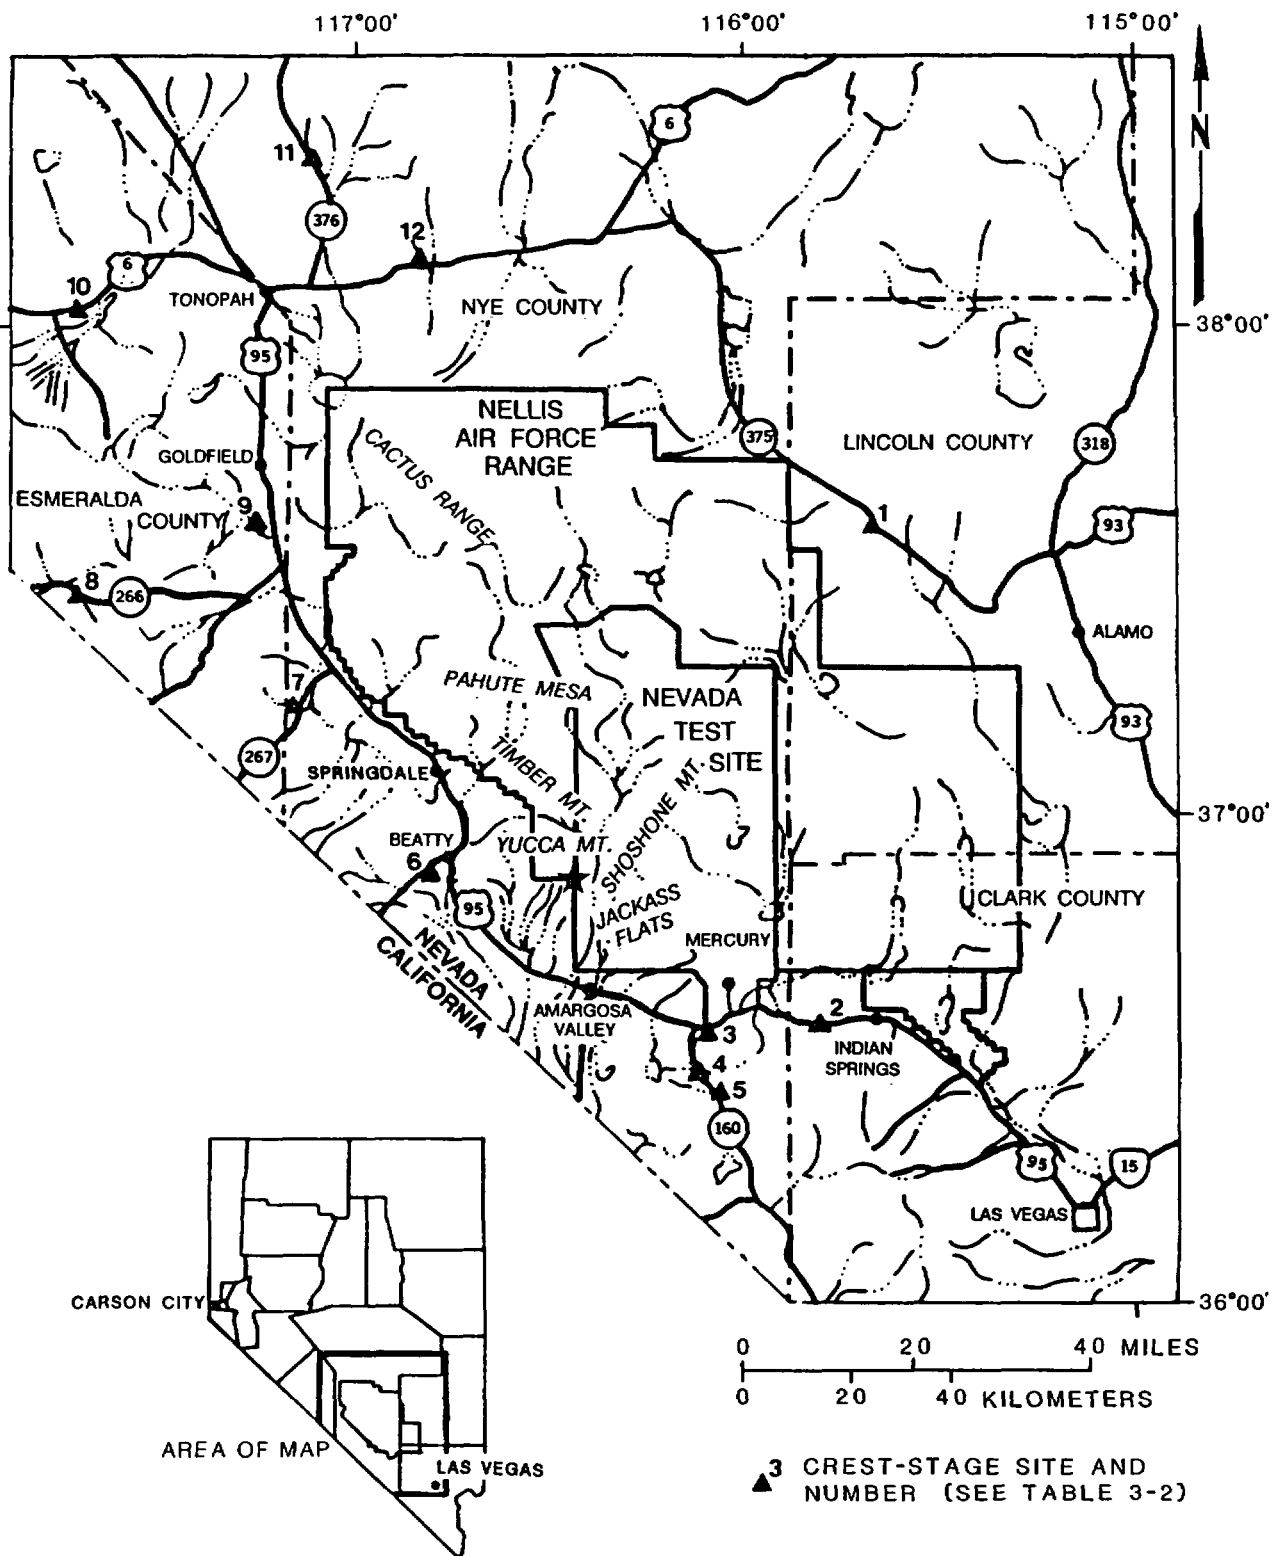 117°00'
116°00'
115°00'
N
6
11
376
12
6
10
TONOPAH
NYE COUNTY
38°00'
95
NELLIS
AIR FORCE
RANGE
375
LINCOLN COUNTY
318
CACTUS RANGE
GOLDFIELD
ESMERALDA
COUNTY
9
1
93
8
266
ALAMO
PAHUTE MESA
NEVADA
TEST
SITE
7
93
267
SPRINGDALE
TIMBER MT.
SHOSHONE MT.
37°00'
BEATTY
YUCCA MT.
6
95
JACKASS
FLATS
CLARK COUNTY
MERCURY
NEVADA
CALIFORNIA
AMARGOSA
VALLEY
3
2
INDIAN
SPRINGS
4
5
160
95
15
LAS VEGAS
36°00'
CARSON CITY
AREA OF MAP
LAS VEGAS
0 20 40 MILES
0 20 40 KILOMETERS
3 CREST-STAGE SITE AND
NUMBER (SEE TABLE 3-2)